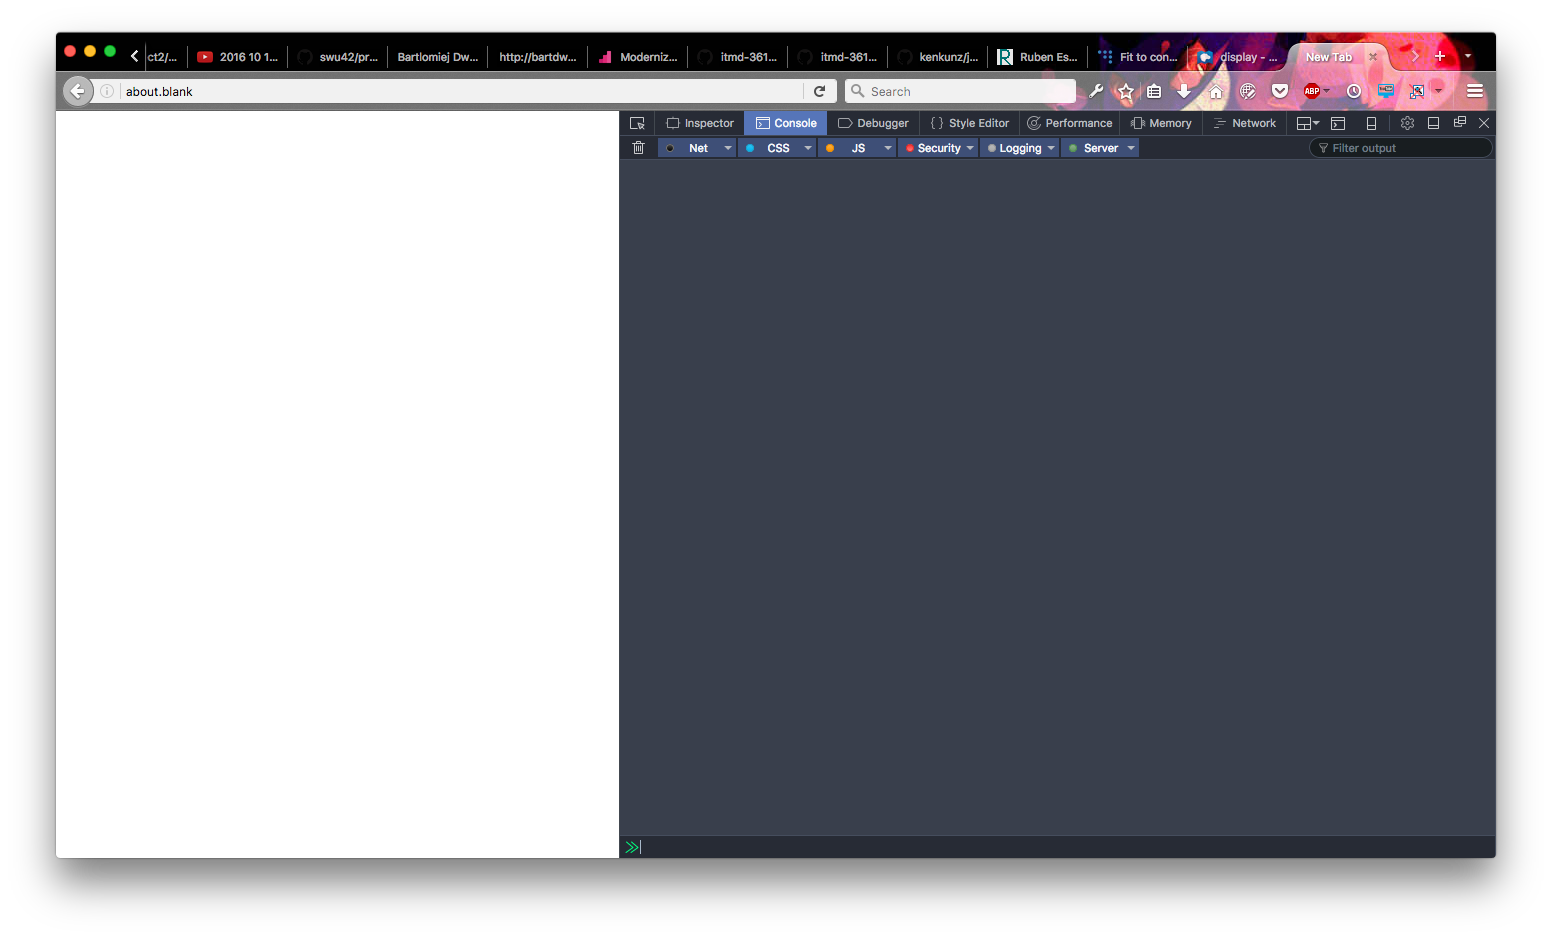 ct2/... 2016 10 1... swu42/pr... Bartlomiej Dw... http://bartdw... Moderniz... itmd-361... itmd-361... kenkunz/j... Ruben Es... Fit to con... display - ... New Tab
about.blank Search ABP
Inspector Console Debugger { } Style Editor Performance Memory Network
Net CSS JS Security Logging Server Filter output